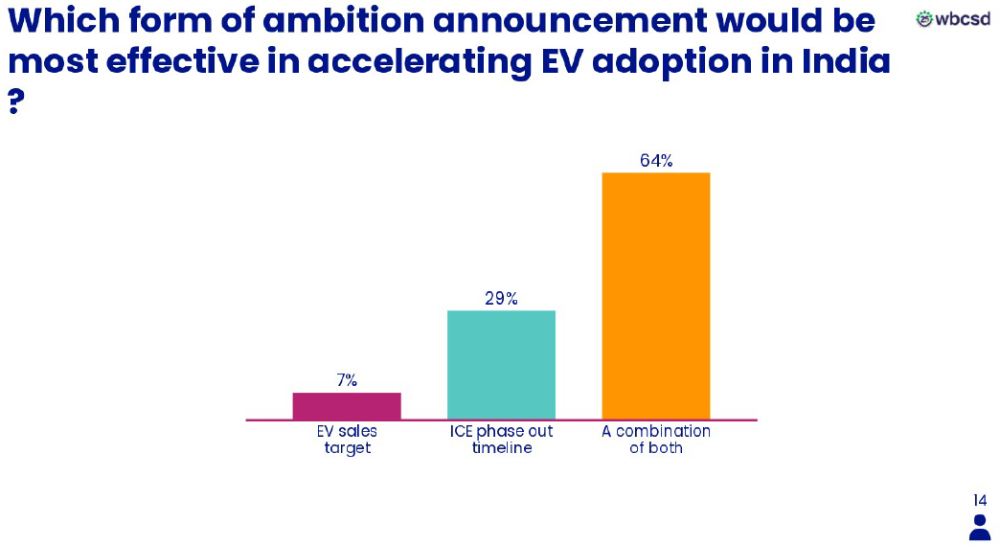 Which form of ambition announcement would be
most effective in accelerating EV adoption in India
?
wbcsd
64%
29%
7%
EV sales
target
ICE phase out
timeline
A combination
of both
14